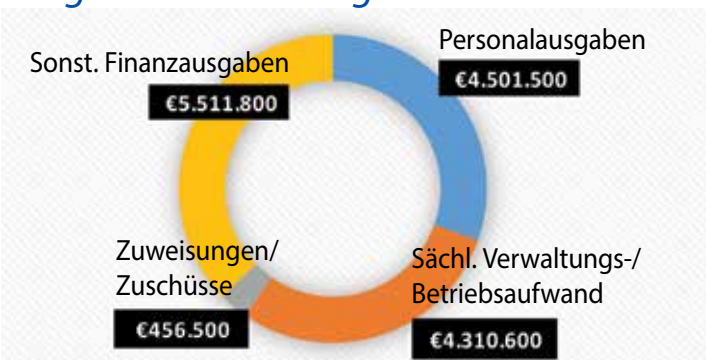 Personalausgaben
€4.501.500
Sonst. Finanzausgaben
€5.511.800
Zuweisungen/
Zuschüsse
€456.500
Sächl. Verwaltungs-/
Betriebsaufwand
€4.310.600